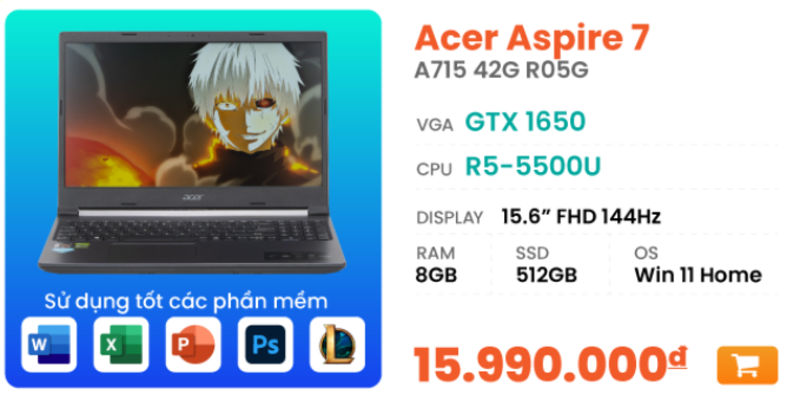 Acer Aspire 7
A715 42G R05G
VGA GTX 1650
CPU R5-5500U
DISPLAY 15.6” FHD 144Hz
RAM SSD OS
8GB 512GB Win 11 Home
15.990.000đ
acer
Sử dụng tốt các phần mềm
W X P Ps L